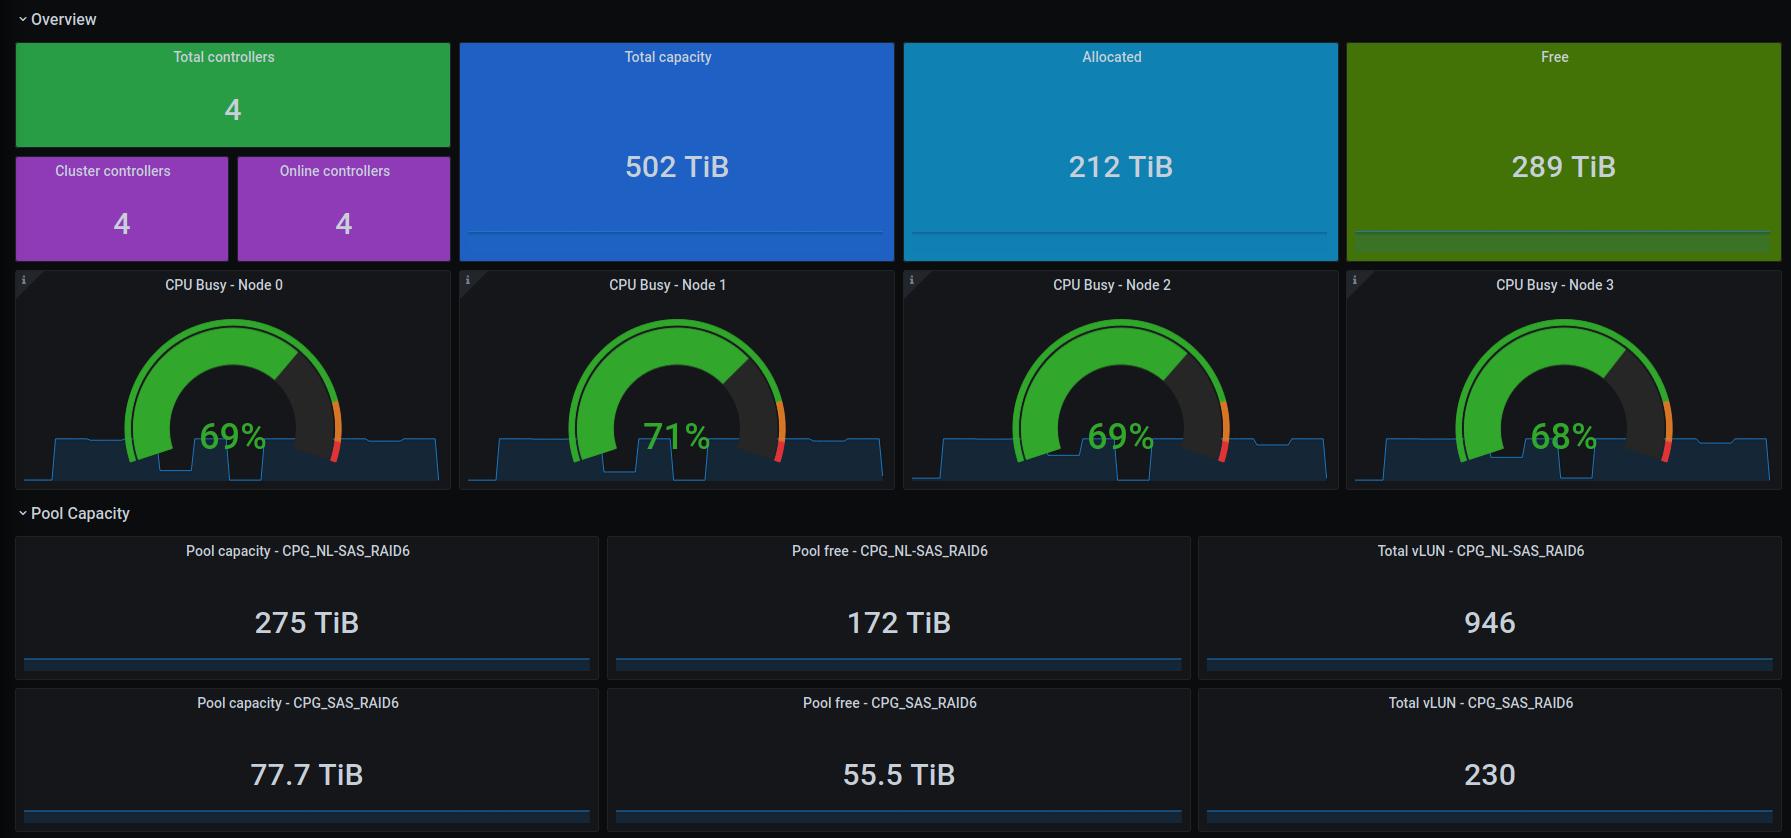 Overview
Total controllers
4
Cluster controllers
4
Online controllers
4
Total capacity
502 TiB
Allocated
212 TiB
Free
289 TiB
CPU Busy - Node 0
69%
CPU Busy - Node 1
71%
CPU Busy - Node 2
69%
CPU Busy - Node 3
68%
Pool Capacity
Pool capacity - CPG_NL-SAS_RAID6
275 TiB
Pool free - CPG_NL-SAS_RAID6
172 TiB
Total vLUN - CPG_NL-SAS_RAID6
946
Pool capacity - CPG_SAS_RAID6
77.7 TiB
Pool free - CPG_SAS_RAID6
55.5 TiB
Total vLUN - CPG_SAS_RAID6
230